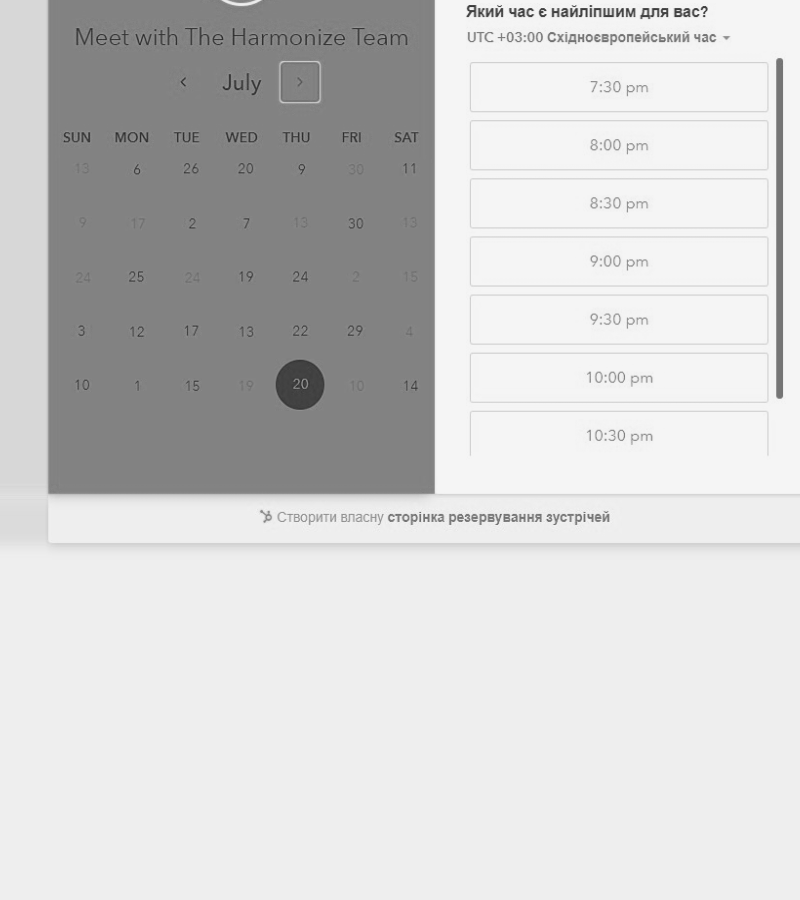 Meet with The Harmonize Team
July
SUN MON TUE WED THU FRI SAT
13 6 26 20 9 30 11
9 17 2 7 13 30 13
24 25 24 19 24 2 15
3 12 17 13 22 29 4
10 1 15 19 20 10 14
Який час є найліпшим для вас?
UTC +03:00 Східноєвропейський час
7:30 pm
8:00 pm
8:30 pm
9:00 pm
9:30 pm
10:00 pm
10:30 pm
Створити власну сторінка резервування зустрічей